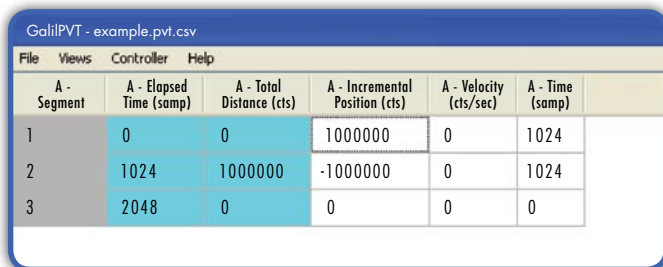 GalilPVT - example.pvt.csv
File Views Controller Help
A - Segment A - Elapsed Time (samp) A - Total Distance (cts) A - Incremental Position (cts) A - Velocity (cts/sec) A - Time (samp)
1 0 0 1000000 0 1024
2 1024 1000000 -1000000 0 1024
3 2048 0 0 0 0